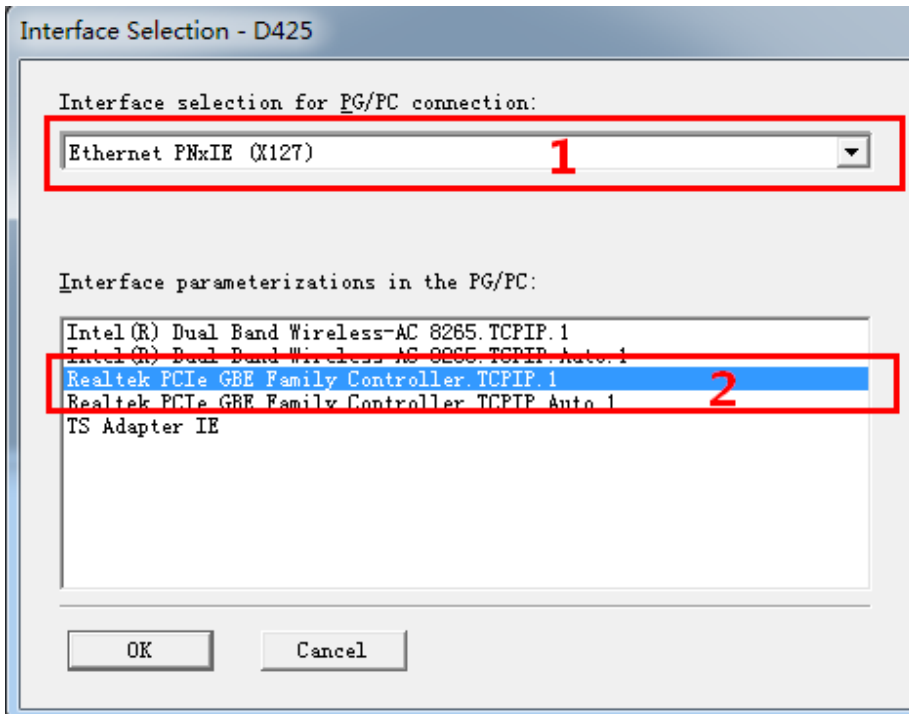 Interface Selection - D425
Interface selection for PG/PC connection:
Ethernet PNxIE (X127)
1
Interface parameterizations in the PG/PC:
Intel(R) Dual Band Wireless-AC 8265.TCPIP.1
Intel(R) Dual Band Wireless-AC 8265.TCPIP.Auto.1
Realtek PCIe GBE Family Controller.TCPIP.1
2
Realtek PCIe GBE Family Controller.TCPIP.Auto.1
TS Adapter IE
OK
Cancel